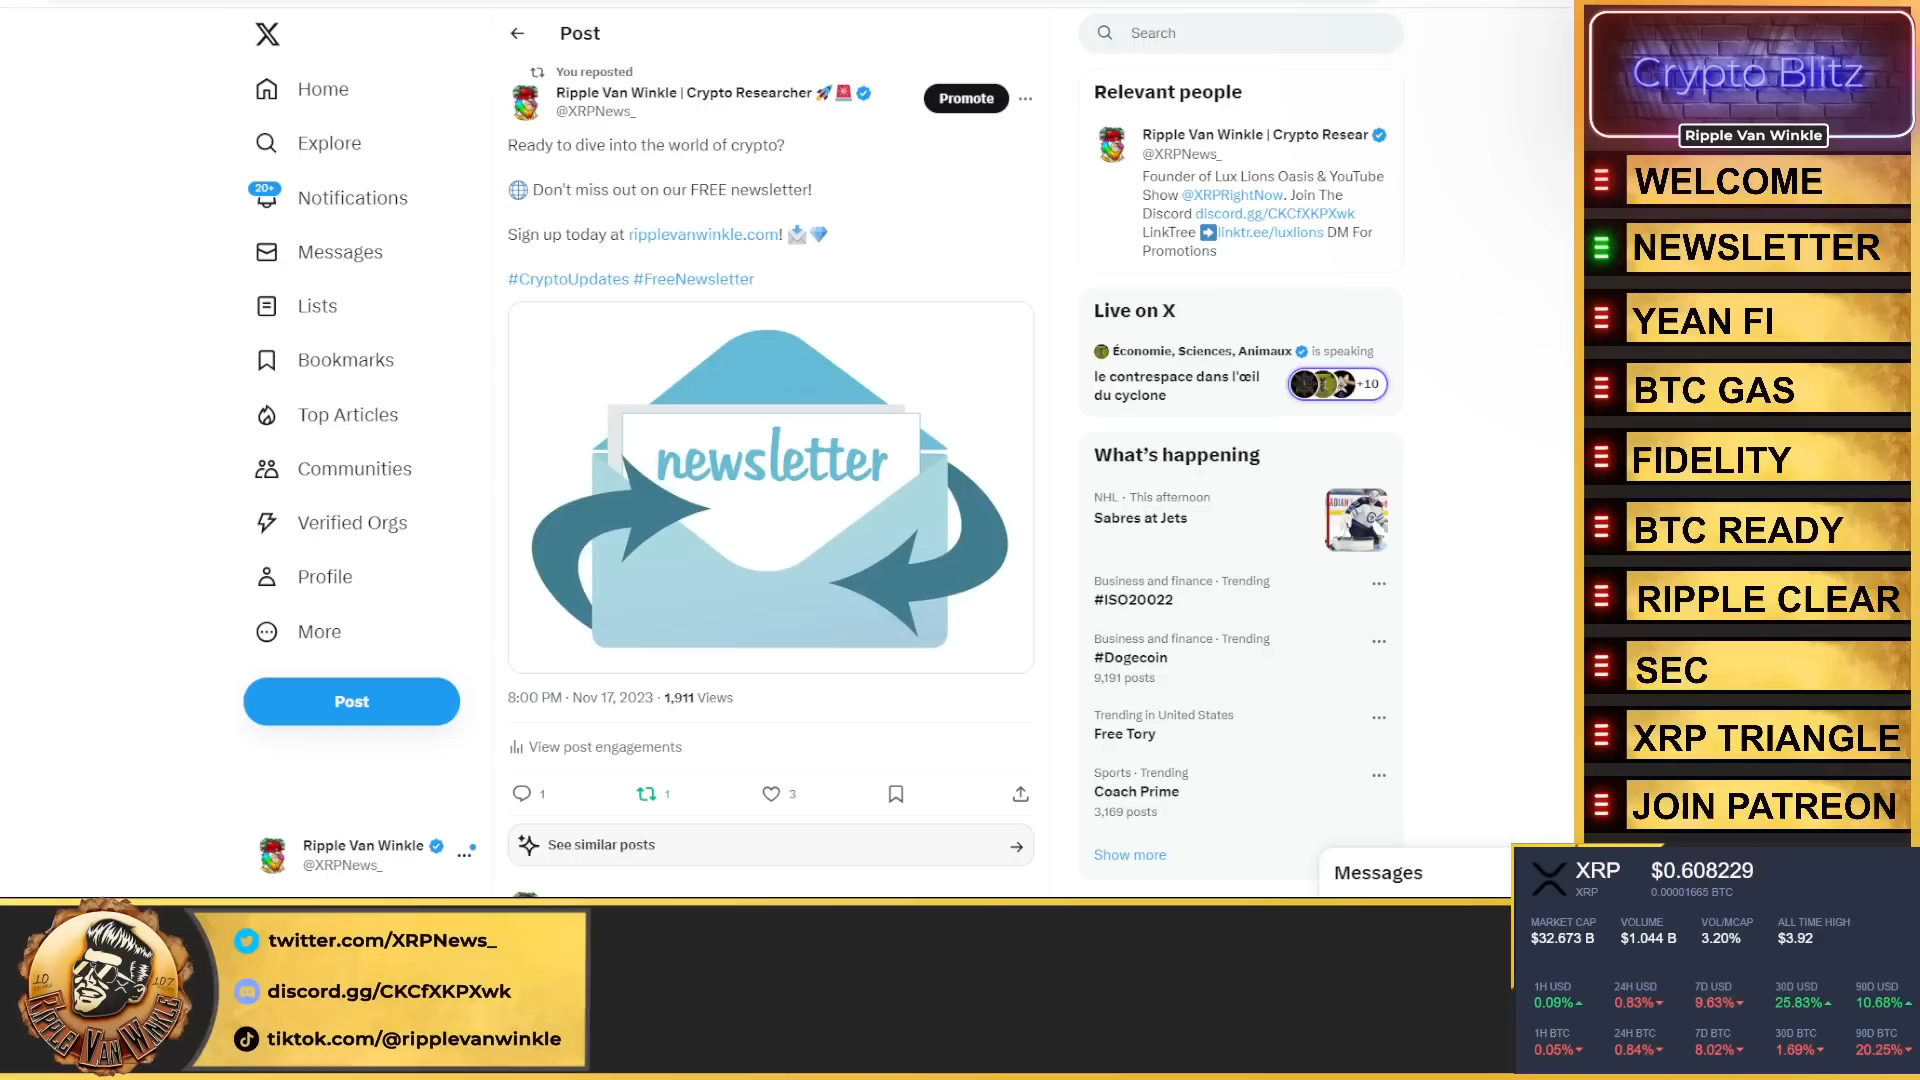 Home
Explore
20+
Notifications
Messages
Lists
Bookmarks
Top Articles
Communities
Verified Orgs
Profile
More
Post
Ripple Van Winkle
@XRPNews_
Post
You reposted
Ripple Van Winkle | Crypto Researcher
@XRPNews_
Promote
Ready to dive into the world of crypto?
Don't miss out on our FREE newsletter!
Sign up today at ripplevanwinkle.com!
#CryptoUpdates #FreeNewsletter
newsletter
8:00 PM · Nov 17, 2023 · 1,911 Views
View post engagements
1
1
3
See similar posts
Search
Relevant people
Ripple Van Winkle | Crypto Resear
@XRPNews_
Founder of Lux Lions Oasis & YouTube
Show @XRPRightNow. Join The
Discord discord.gg/CKCfXKPXwk
LinkTree linktr.ee/luxlions DM For
Promotions
Live on X
Économie, Sciences, Animaux is speaking
le contrespace dans l'œil
du cyclone
+10
What's happening
NHL · This afternoon
Sabres at Jets
Business and finance · Trending
#ISO20022
Business and finance · Trending
#Dogecoin
9,191 posts
Trending in United States
Free Tory
Sports · Trending
Coach Prime
3,169 posts
Show more
Messages
Crypto Blitz
Ripple Van Winkle
WELCOME
NEWSLETTER
YEAN FI
BTC GAS
FIDELITY
BTC READY
RIPPLE CLEAR
SEC
XRP TRIANGLE
JOIN PATREON
XRP $0.608229
XRP 0.00001665 BTC
MARKET CAP VOLUME VOL/MCAP ALL TIME HIGH
$32.673 B $1.044 B 3.20% $3.92
1H USD 24H USD 7D USD 30D USD 90D USD
0.09% 0.83% 9.63% 25.83% 10.68%
1H BTC 24H BTC 7D BTC 30D BTC 90D BTC
0.05% 0.84% 8.02% 1.69% 20.25%
10
107
RIPPLE VAN WINKLE
twitter.com/XRPNews_
discord.gg/CKCfXKPXwk
tiktok.com/@ripplevanwinkle